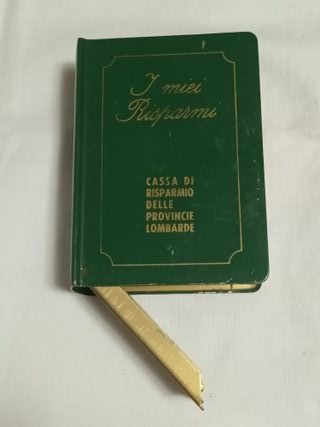 I miei
Risparmi
CASSA DI
RISPARMIO
DELLE
PROVINCIE
LOMBARDE